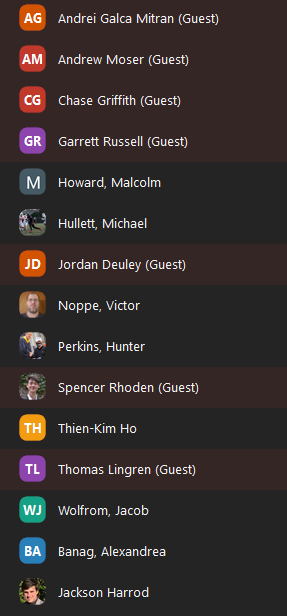 AG Andrei Galca Mitran (Guest)
AM Andrew Moser (Guest)
CG Chase Griffith (Guest)
GR Garrett Russell (Guest)
M Howard, Malcolm
Hullett, Michael
JD Jordan Deuley (Guest)
Noppe, Victor
Perkins, Hunter
Spencer Rhoden (Guest)
TH Thien-Kim Ho
TL Thomas Lingren (Guest)
WJ Wolfrom, Jacob
BA Banag, Alexandrea
Jackson Harrod